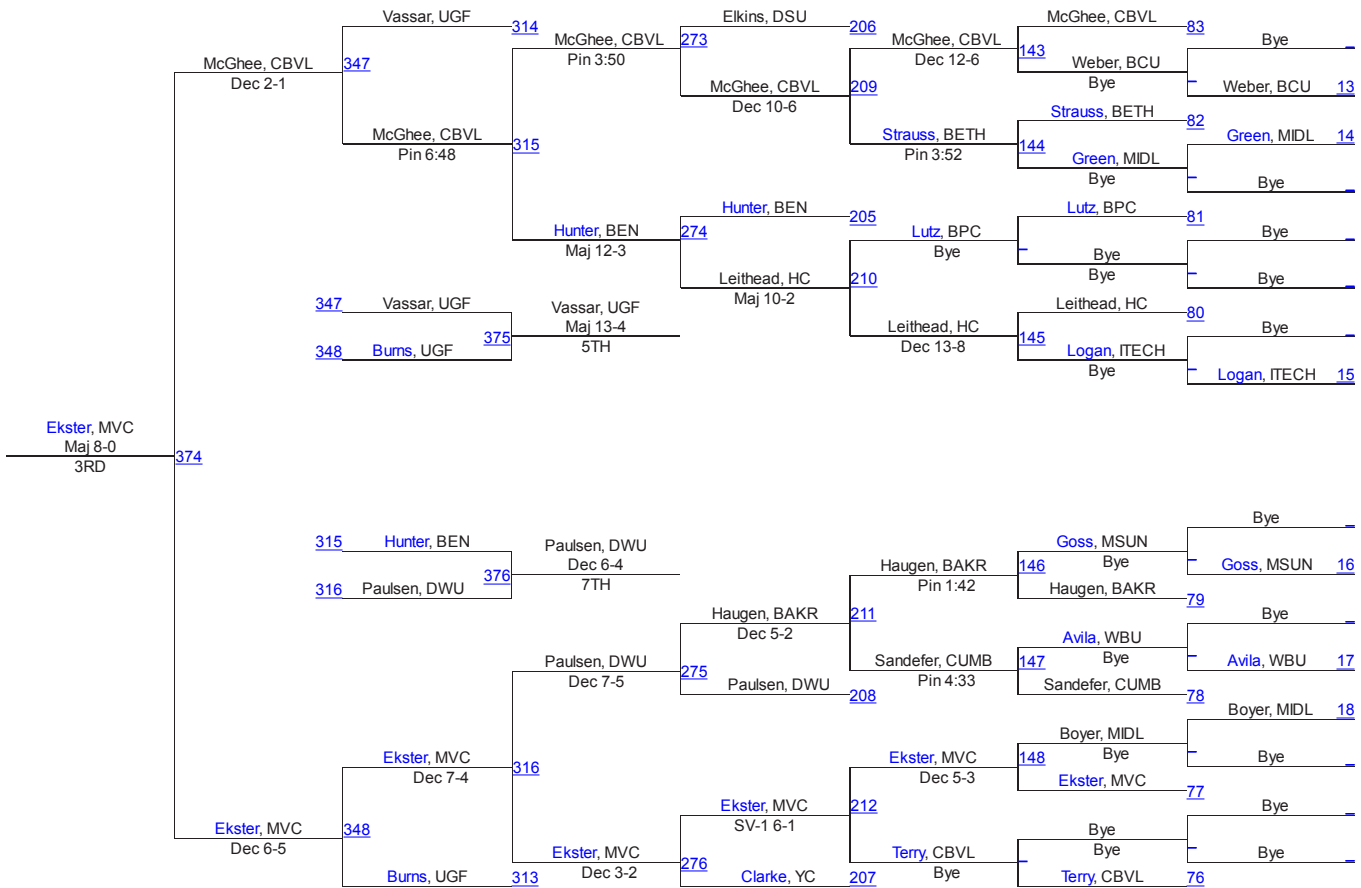 Vassar, UGF
314
Elkins, DSU
206
McGhee, CBVL
83
McGhee, CBVL
Pin 3:50
273
McGhee, CBVL
Dec 12-6
143
Bye
_
McGhee, CBVL
Dec 2-1
347
Weber, BCU
Bye
_
Weber, BCU 13
McGhee, CBVL
Dec 10-6
209
Strauss, BETH
82
McGhee, CBVL
Pin 6:48
315
Strauss, BETH
Pin 3:52
144
Green, MIDL 14
Green, MIDL
Bye
_
Bye
_
Hunter, BEN
205
Lutz, BPC
81
Hunter, BEN
Maj 12-3
274
Lutz, BPC
Bye
_
Bye
_
Bye
Bye
_
Bye
_
Leithead, HC
Maj 10-2
210
347
Vassar, UGF
Vassar, UGF
Maj 13-4
5TH
375
Leithead, HC
80
348
Burns, UGF
Leithead, HC
Dec 13-8
145
Bye
_
Logan, ITECH
Bye
_
Logan, ITECH 15
Ekster, MVC
Maj 8-0
3RD
374
Bye
_
315
Hunter, BEN
Paulsen, DWU
Dec 6-4
7TH
376
Goss, MSUN
Bye
_
Goss, MSUN 16
316
Paulsen, DWU
Haugen, BAKR
Pin 1:42
146
Haugen, BAKR
79
Haugen, BAKR
Dec 5-2
211
Bye
_
Avila, WBU
Bye
_
Avila, WBU 17
Paulsen, DWU
Dec 7-5
275
Sandefer, CUMB
Pin 4:33
147
Paulsen, DWU
208
Sandefer, CUMB
78
Boyer, MIDL 18
Boyer, MIDL
Bye
_
Bye
_
Ekster, MVC
Dec 7-4
316
Ekster, MVC
Dec 5-3
148
Ekster, MVC
77
Ekster, MVC
SV-1 6-1
212
Bye
_
Ekster, MVC
Dec 6-5
348
Bye
Bye
_
Bye
_
Ekster, MVC
Dec 3-2
276
Terry, CBVL
Bye
_
Burns, UGF
313
Clarke, YC
207
Terry, CBVL
76